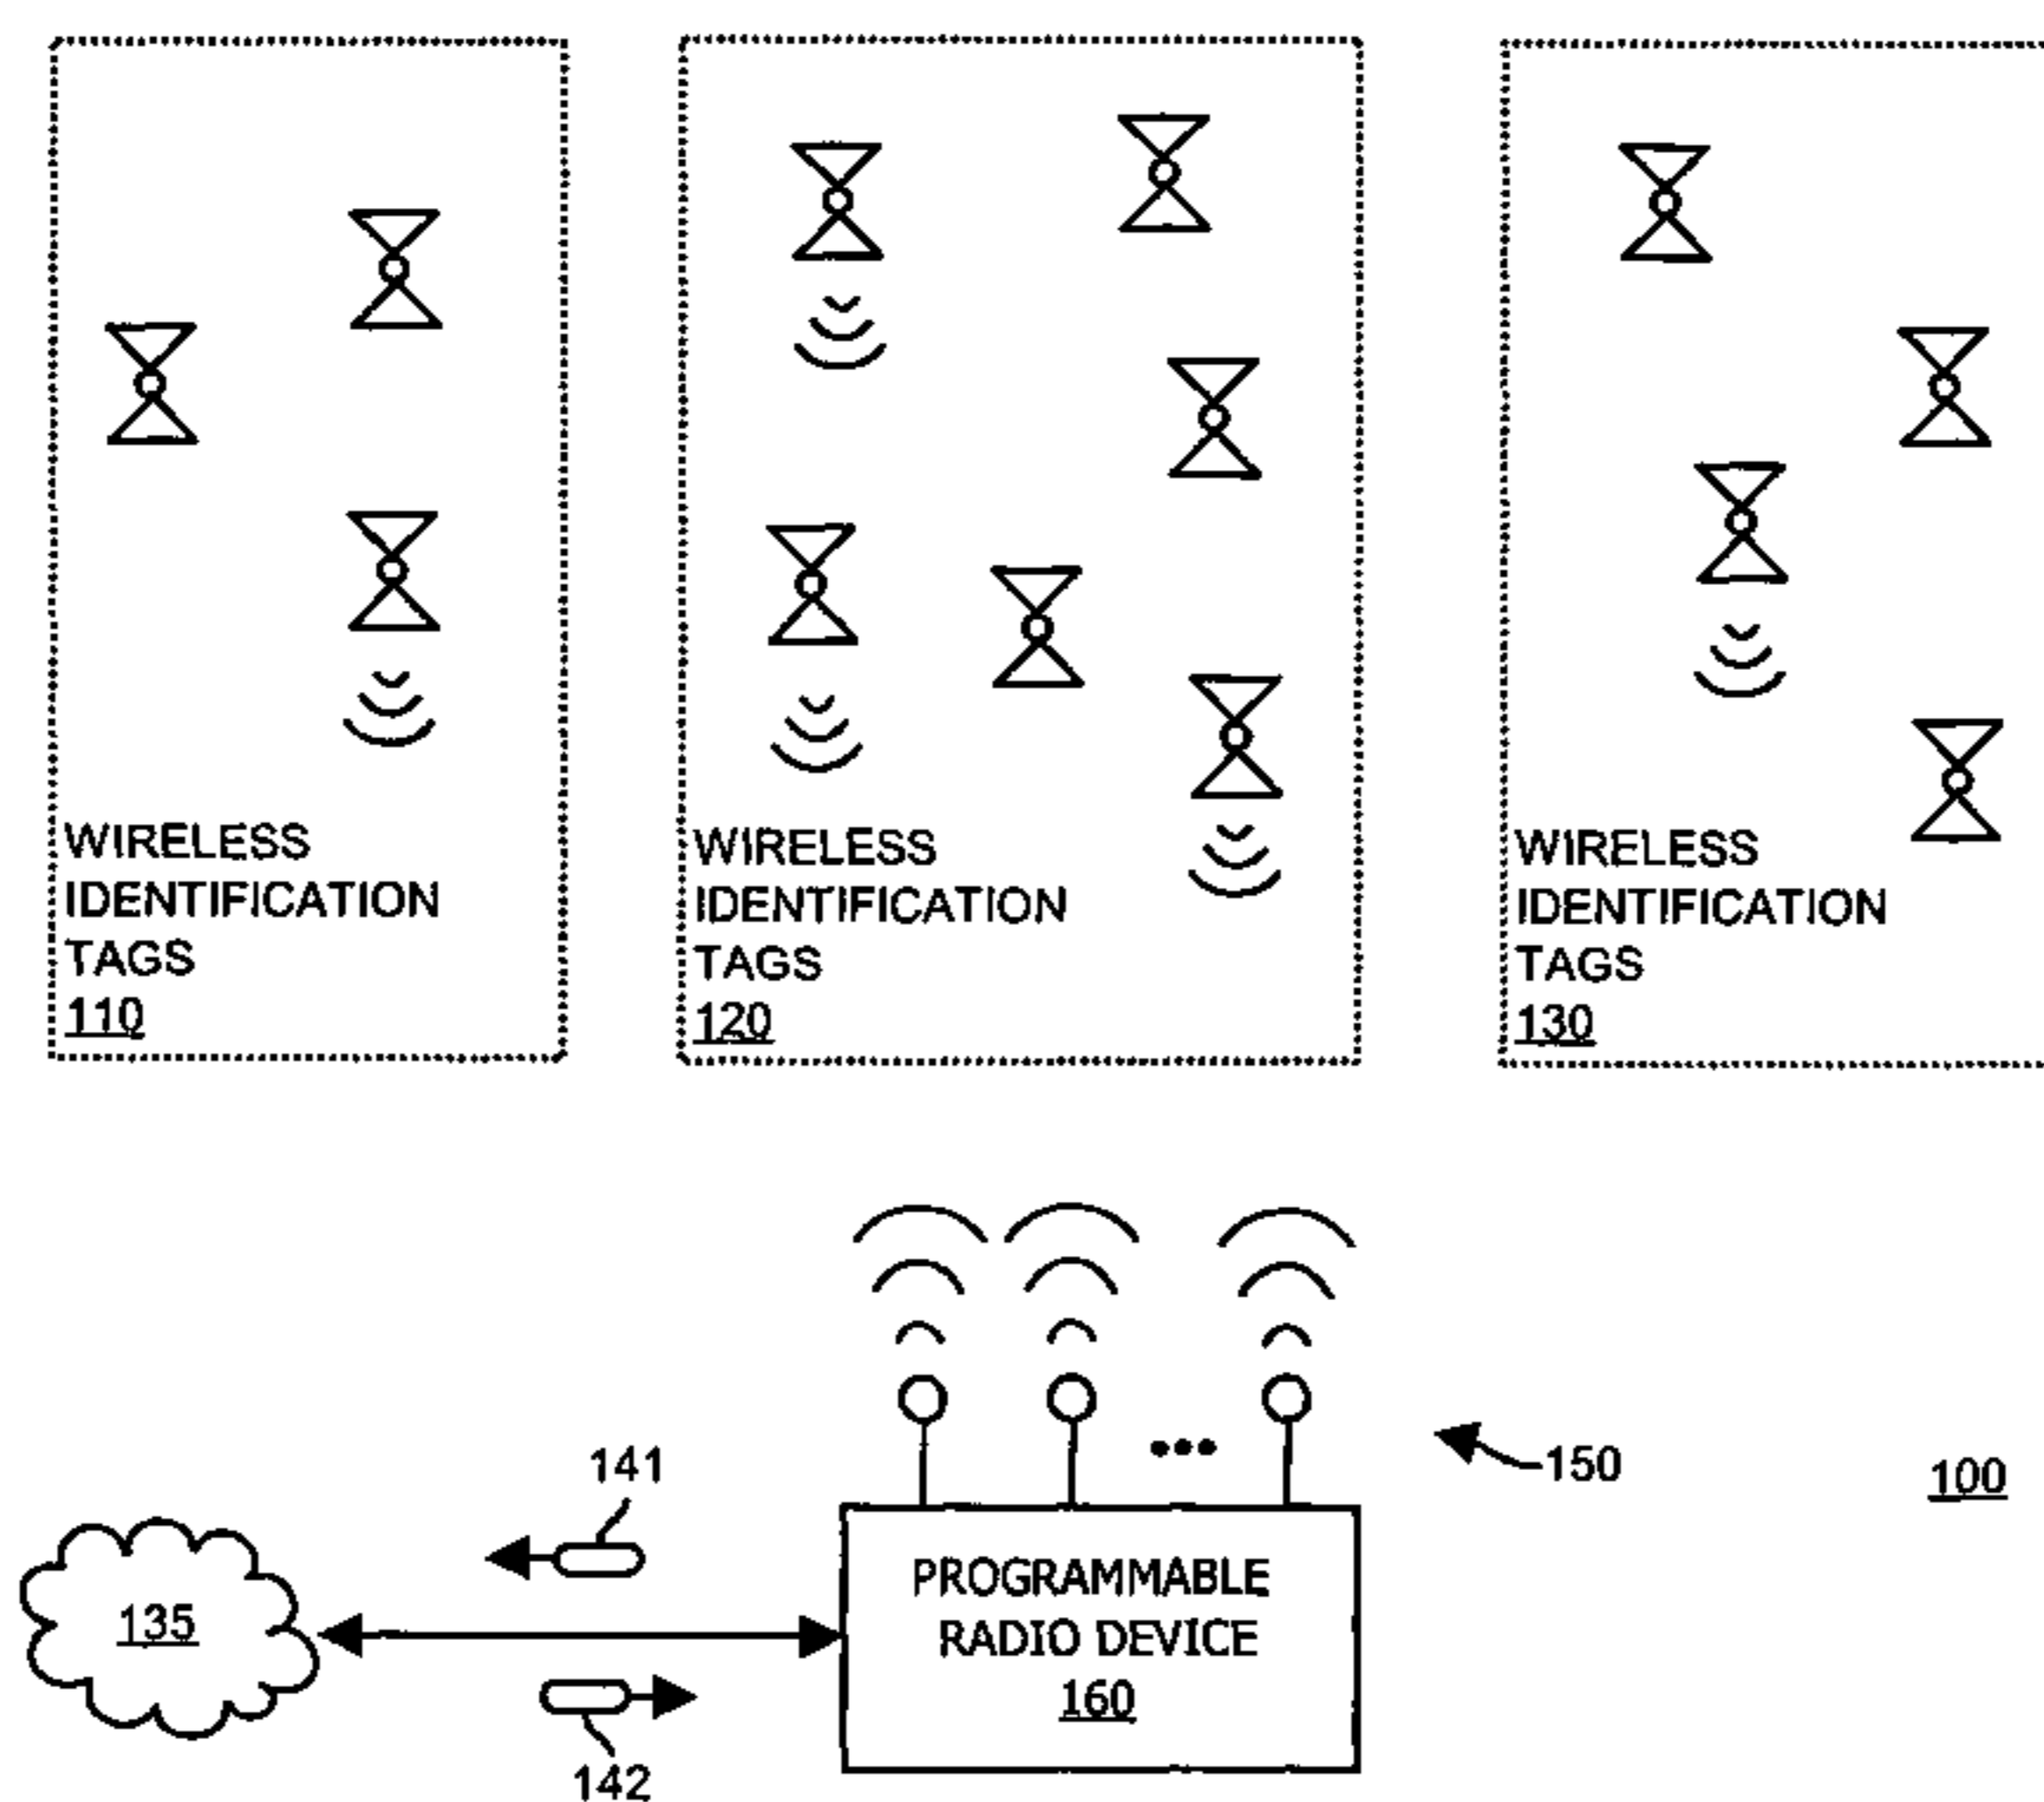 WIRELESS
IDENTIFICATION
TAGS
110
WIRELESS
IDENTIFICATION
TAGS
120
WIRELESS
IDENTIFICATION
TAGS
130
141
150
100
135
PROGRAMMABLE
RADIO DEVICE
160
142